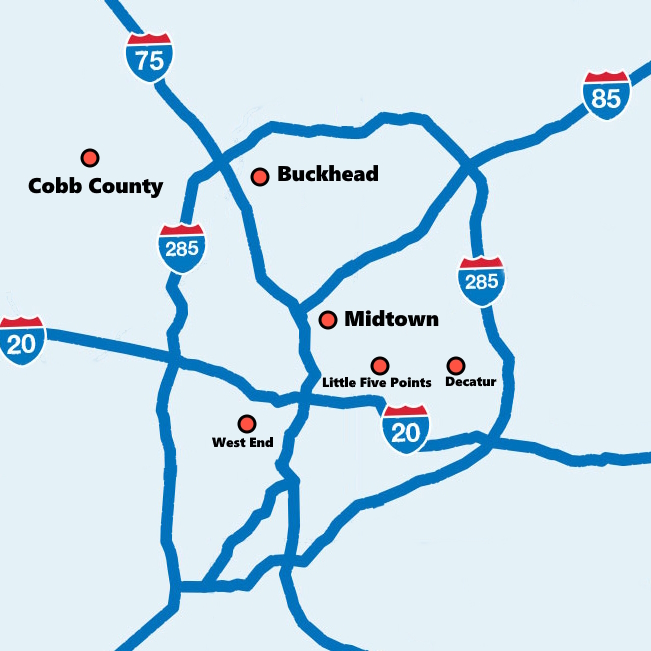 75
85
Cobb County
Buckhead
285
285
20
Midtown
Little Five Points
Decatur
20
West End